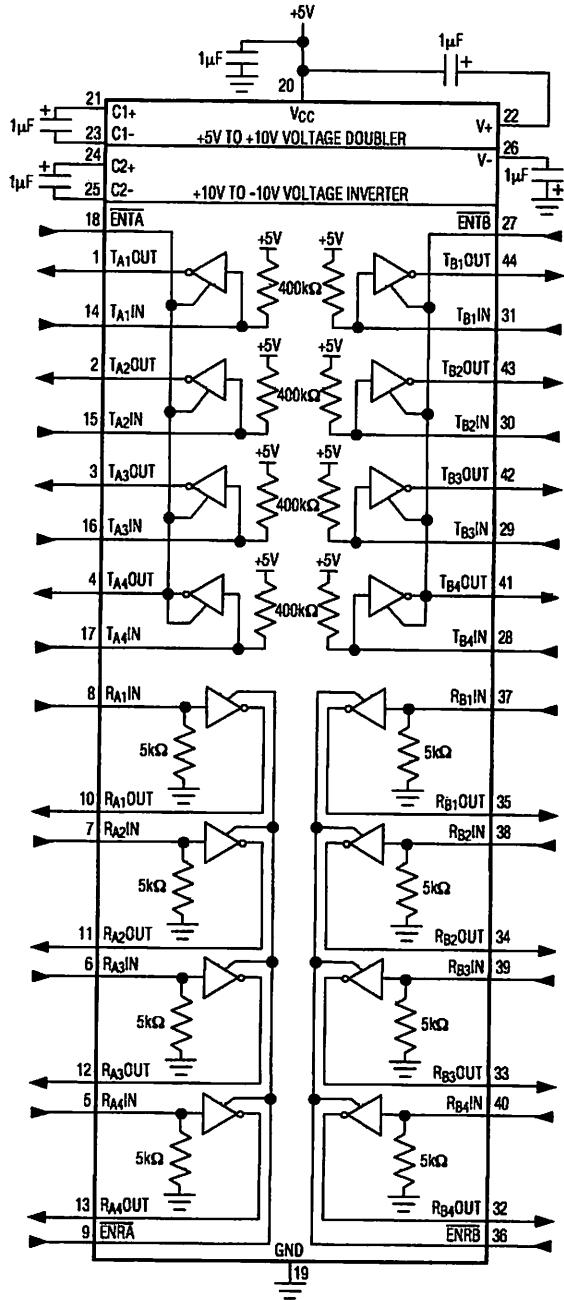 +5V
1µF
1µF
+
20
21 C1+
VCC
22
V+
1µF
+
23 C1-
+5V TO +10V VOLTAGE DOUBLER
24 C2+
26
V-
1µF
+
25 C2-
+10V TO -10V VOLTAGE INVERTER
1µF
+
18 ENTA
ENTB 27
+5V
+5V
1 TA1OUT
TB1OUT 44
400kΩ
14 TA1IN
TB1IN 31
+5V
+5V
2 TA2OUT
TB2OUT 43
400kΩ
15 TA2IN
TB2IN 30
+5V
+5V
3 TA3OUT
TB3OUT 42
400kΩ
16 TA3IN
TB3IN 29
+5V
+5V
4 TA4OUT
TB4OUT 41
400kΩ
17 TA4IN
TB4IN 28
8 RA1IN
RB1IN 37
5kΩ
5kΩ
10 RA1OUT
RB1OUT 35
7 RA2IN
RB2IN 38
5kΩ
5kΩ
11 RA2OUT
RB2OUT 34
6 RA3IN
RB3IN 39
5kΩ
5kΩ
12 RA3OUT
RB3OUT 33
5 RA4IN
RB4IN 40
5kΩ
5kΩ
13 RA4OUT
RB4OUT 32
9 ENRA
GND
ENRB 36
19